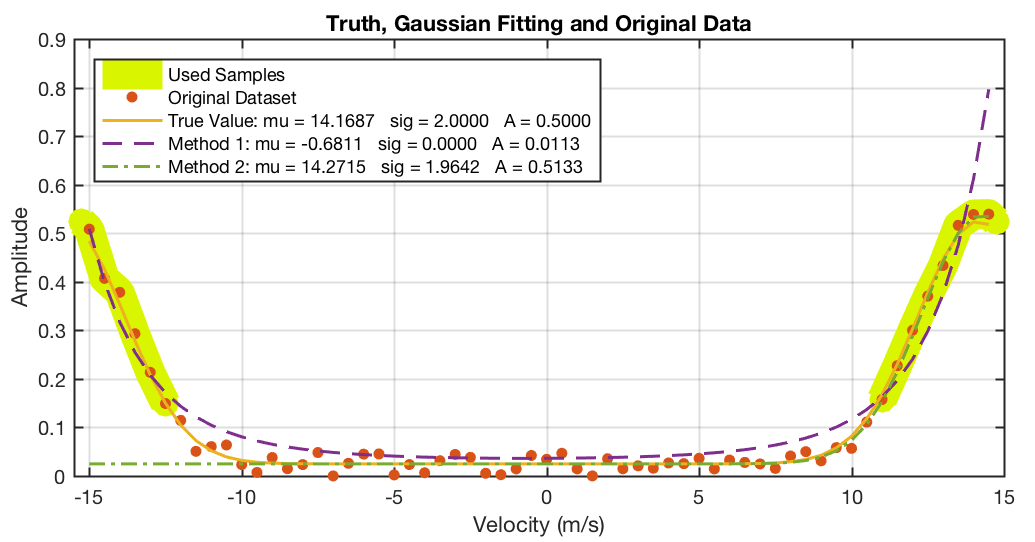 Truth, Gaussian Fitting and Original Data
0.9
0.8
0.7
0.6
0.5
0.4
0.3
0.2
0.1
0
Amplitude
Used Samples
Original Dataset
True Value: mu = 14.1687 sig = 2.0000 A = 0.5000
Method 1: mu = -0.6811 sig = 0.0000 A = 0.0113
Method 2: mu = 14.2715 sig = 1.9642 A = 0.5133
-15 -10 -5 0 5 10 15
Velocity (m/s)